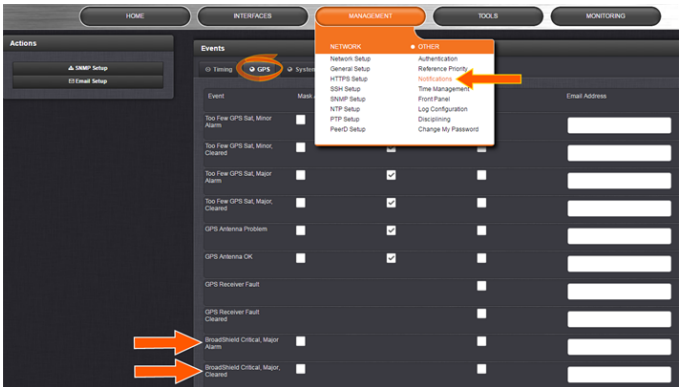 HOME
INTERFACES
MANAGEMENT
TOOLS
MONITORING
Actions
SNMP Setup
Email Setup
Events
Timing
GPS
System
NETWORK
Network Setup
General Setup
HTTPS Setup
SSH Setup
SNMP Setup
NTP Setup
PTP Setup
PeerD Setup
OTHER
Authentication
Reference Priority
Notifications
Time Management
Front Panel
Log Configuration
Disciplining
Change My Password
Event
Mask
Email Address
Too Few GPS Sat, Minor
Alarm
Too Few GPS Sat, Minor,
Cleared
Too Few GPS Sat, Major
Alarm
Too Few GPS Sat, Major,
Cleared
GPS Antenna Problem
GPS Antenna OK
GPS Receiver Fault
GPS Receiver Fault
Cleared
BroadShield Critical, Major
Alarm
BroadShield Critical, Major,
Cleared